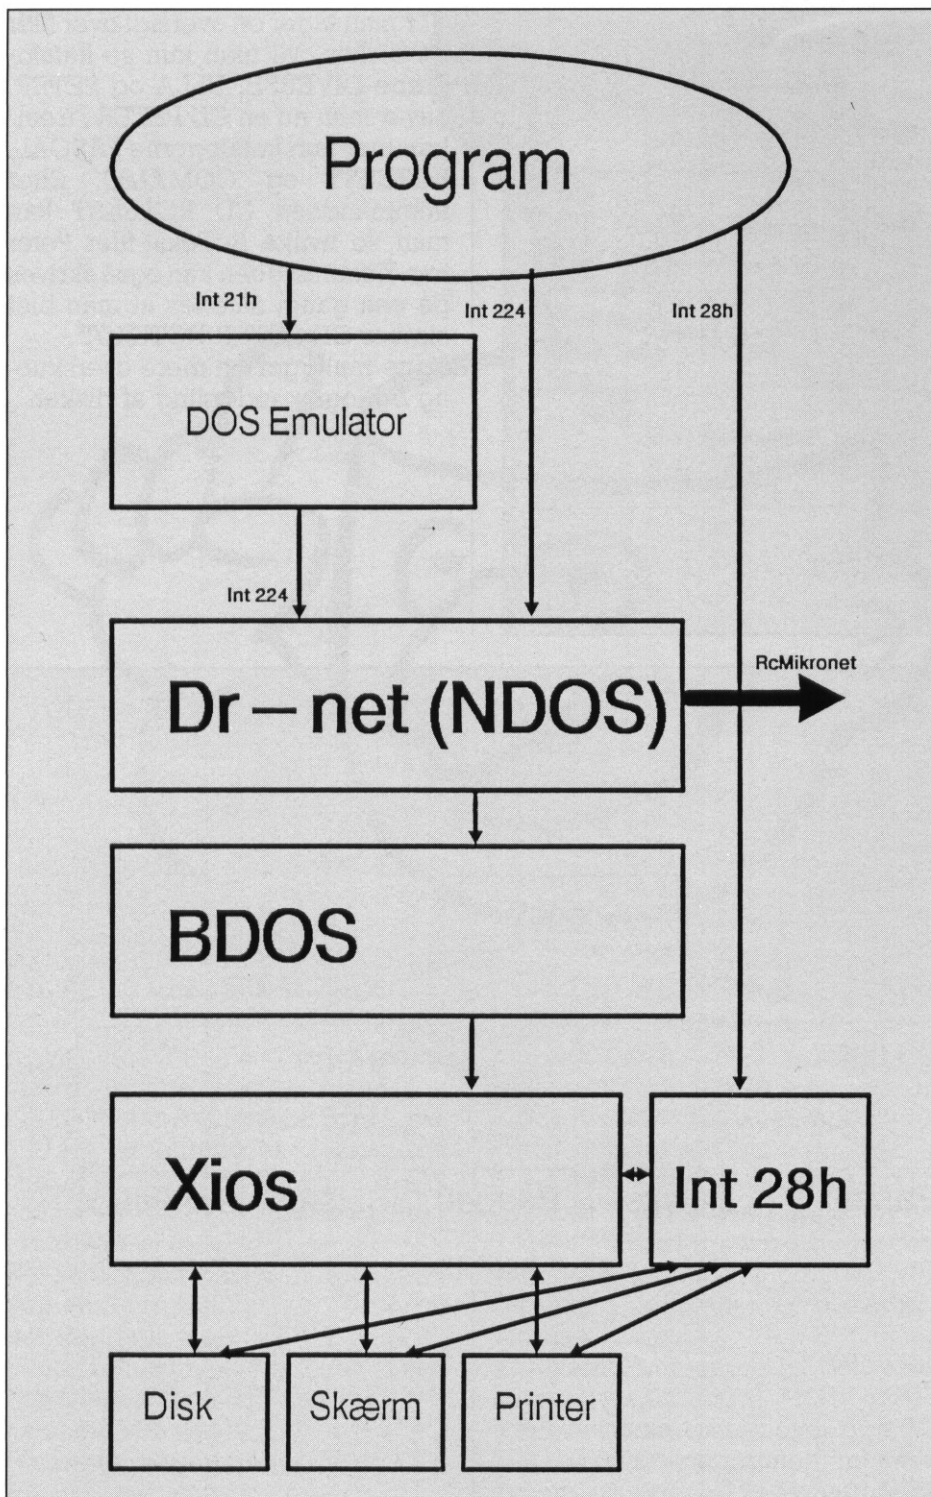 Program
Int 21h
Int 224
Int 28h
DOS Emulator
Int 224
Dr – net (NDOS)
RcMikronet
BDOS
Xios
Int 28h
Disk
Skærm
Printer